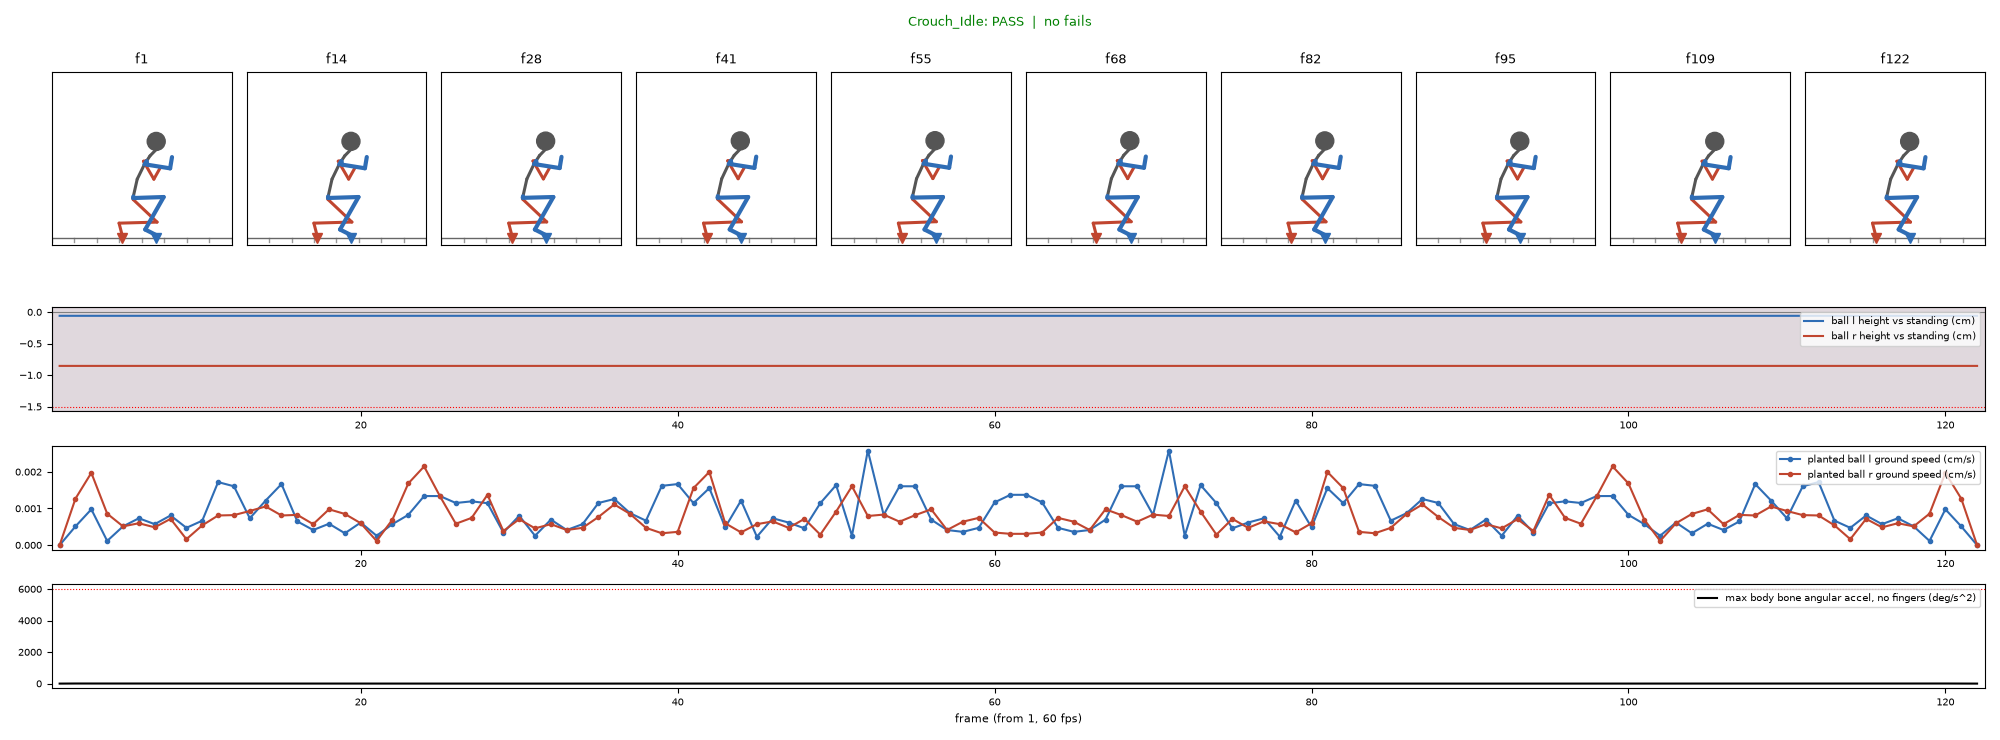 Crouch_Idle: PASS | no fails
f1 f14 f28 f41 f55 f68 f82 f95 f109 f122
0.0
−0.5
−1.0
−1.5
ball l height vs standing (cm)
ball r height vs standing (cm)
20 40 60 80 100 120
0.002
0.001
0.000
planted ball l ground speed (cm/s)
planted ball r ground speed (cm/s)
20 40 60 80 100 120
6000
4000
2000
0
max body bone angular accel, no fingers (deg/s^2)
20 40 60 80 100 120
frame (from 1, 60 fps)